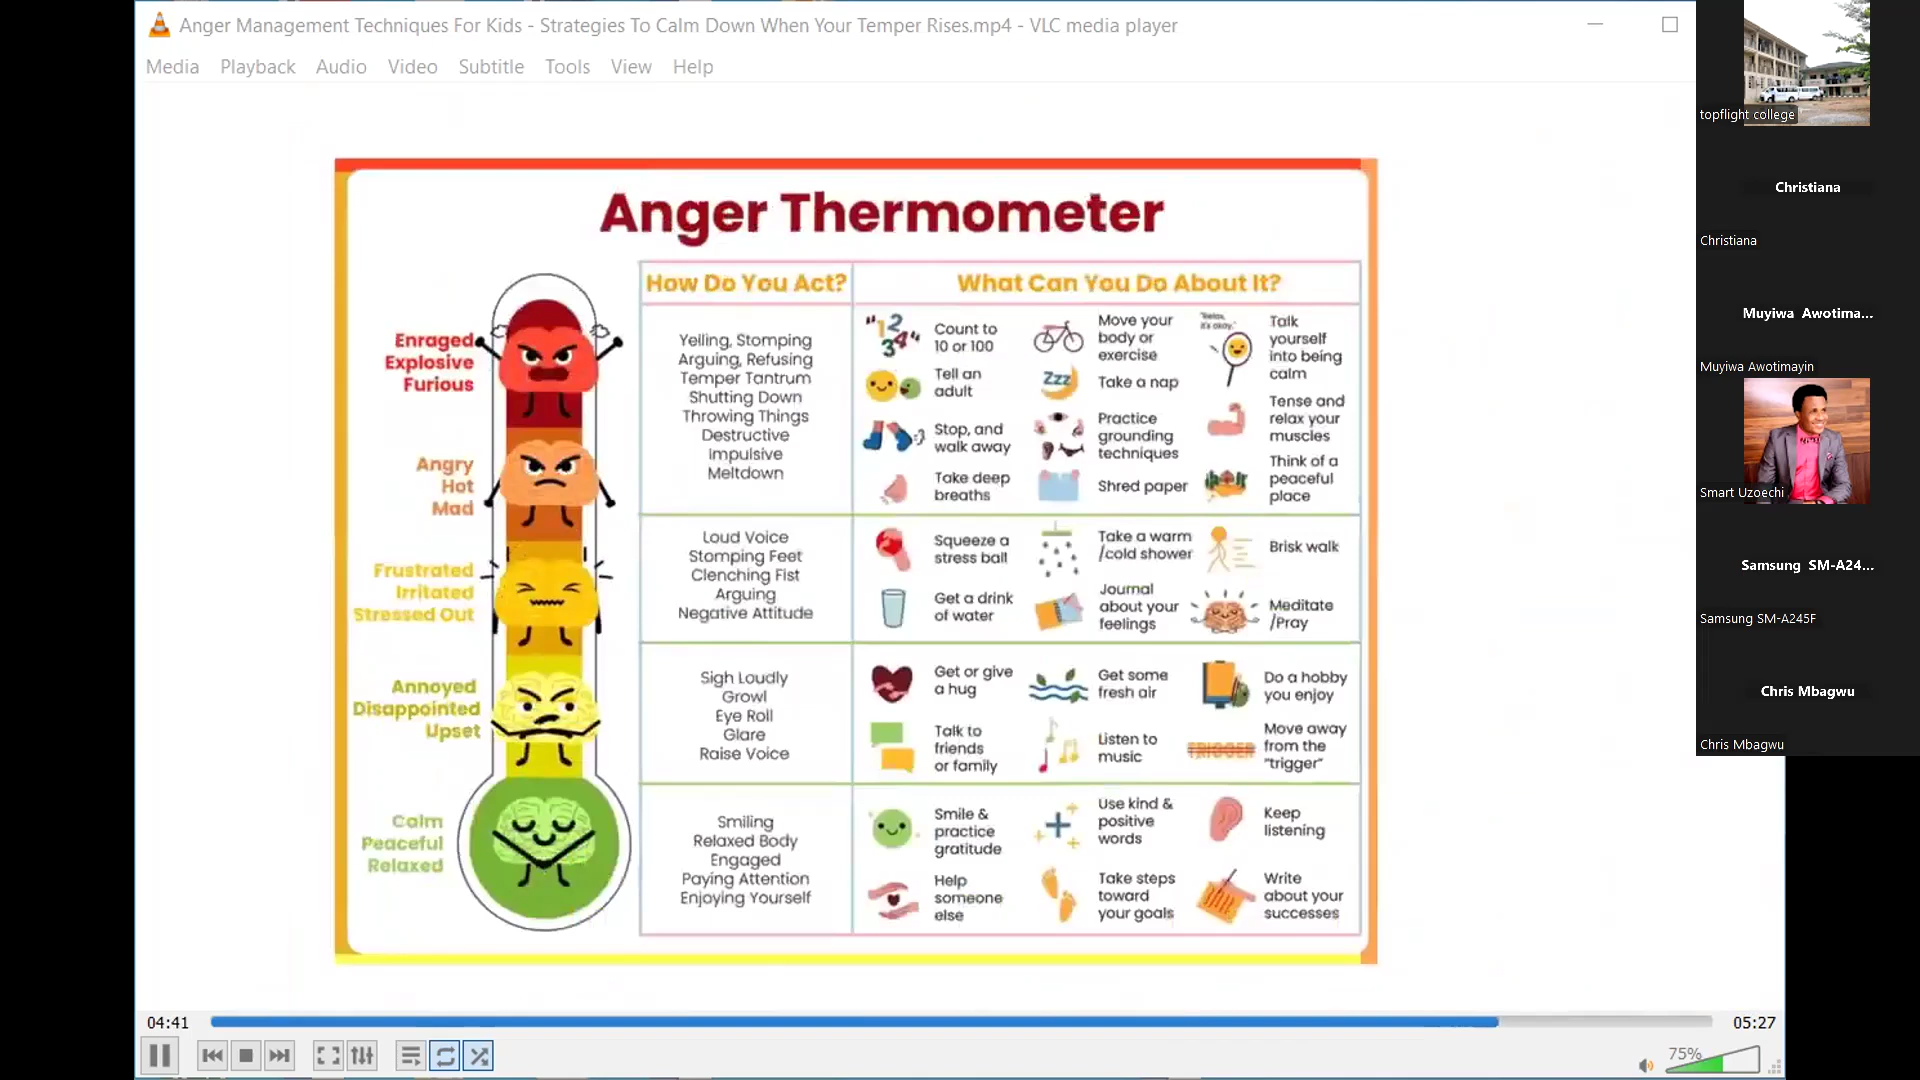 Anger Management Techniques For Kids - Strategies To Calm Down When Your Temper Rises.mp4 - VLC media player
Media Playback Audio Video Subtitle Tools View Help
Anger Thermometer
How Do You Act?
What Can You Do About It?
Enraged
Explosive
Furious
Yelling, Stomping
Arguing, Refusing
Temper Tantrum
Shutting Down
Throwing Things
Destructive
Impulsive
Meltdown
"1234"
Count to
10 or 100
Move your
body or
exercise
"Relax,
it's okay."
Talk
yourself
into being
calm
Tell an
adult
Zzz
Take a nap
Tense and
relax your
muscles
Stop, and
walk away
Practice
grounding
techniques
Take deep
breaths
Shred paper
Think of a
peaceful
place
Angry
Hot
Mad
Frustrated
Irritated
Stressed Out
Loud Voice
Stomping Feet
Clenching Fist
Arguing
Negative Attitude
Squeeze a
stress ball
Take a warm
/cold shower
Brisk walk
Get a drink
of water
Journal
about your
feelings
Meditate
/Pray
Annoyed
Disappointed
Upset
Sigh Loudly
Growl
Eye Roll
Glare
Raise Voice
Get or give
a hug
Get some
fresh air
Do a hobby
you enjoy
Talk to
friends
or family
Listen to
music
TRIGGER
Move away
from the
"trigger"
Calm
Peaceful
Relaxed
Smiling
Relaxed Body
Engaged
Paying Attention
Enjoying Yourself
Smile &
practice
gratitude
Use kind &
positive
words
Keep
listening
Help
someone
else
Take steps
toward
your goals
Write
about your
successes
04:41
05:27
75%
topflight college
Christiana
Christiana
Muyiwa Awotima...
Muyiwa Awotimayin
Smart Uzoechi
Samsung SM-A24...
Samsung SM-A245F
Chris Mbagwu
Chris Mbagwu